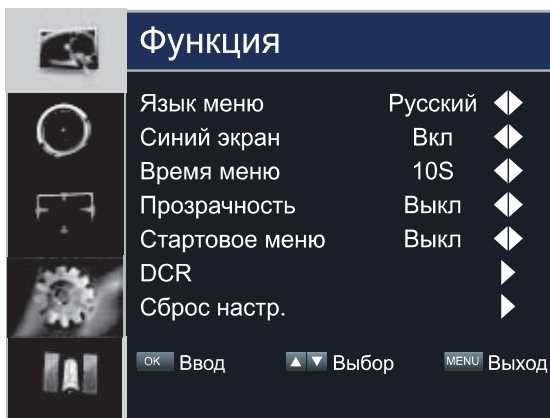 Функция
Язык меню Русский
Синий экран Вкл
Время меню 10S
Прозрачность Выкл
Стартовое меню Выкл
DCR
Сброс настр.
OK Ввод Выбор MENU Выход